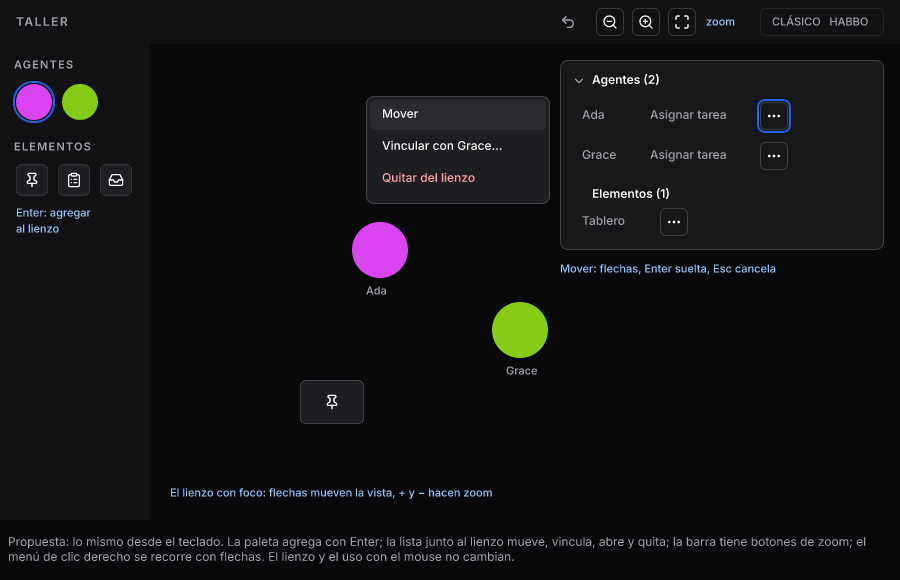 TALLER
zoom
CLÁSICO HABBO
AGENTES
ELEMENTOS
Enter: agregar
al lienzo
Mover
Vincular con Grace...
Quitar del lienzo
Ada
Grace
Agentes (2)
Ada Asignar tarea
Grace Asignar tarea
Elementos (1)
Tablero
Mover: flechas, Enter suelta, Esc cancela
El lienzo con foco: flechas mueven la vista, + y − hacen zoom
Propuesta: lo mismo desde el teclado. La paleta agrega con Enter; la lista junto al lienzo mueve, vincula, abre y quita; la barra tiene botones de zoom; el
menú de clic derecho se recorre con flechas. El lienzo y el uso con el mouse no cambian.